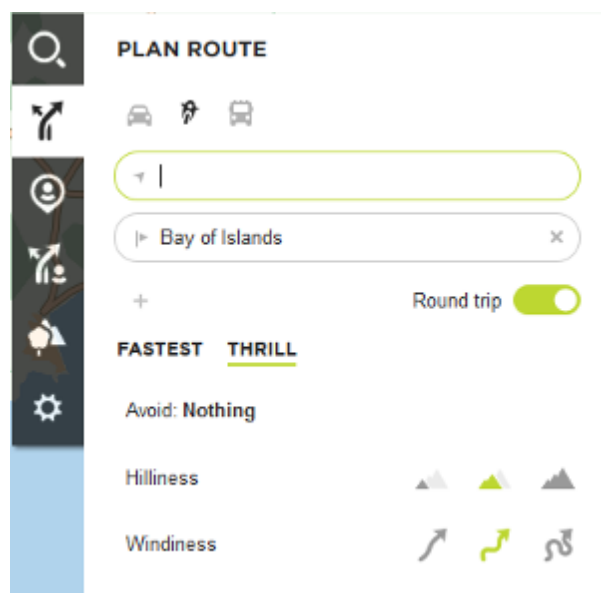 PLAN ROUTE
Bay of Islands
Round trip
FASTEST THRILL
Avoid: Nothing
Hilliness
Windiness